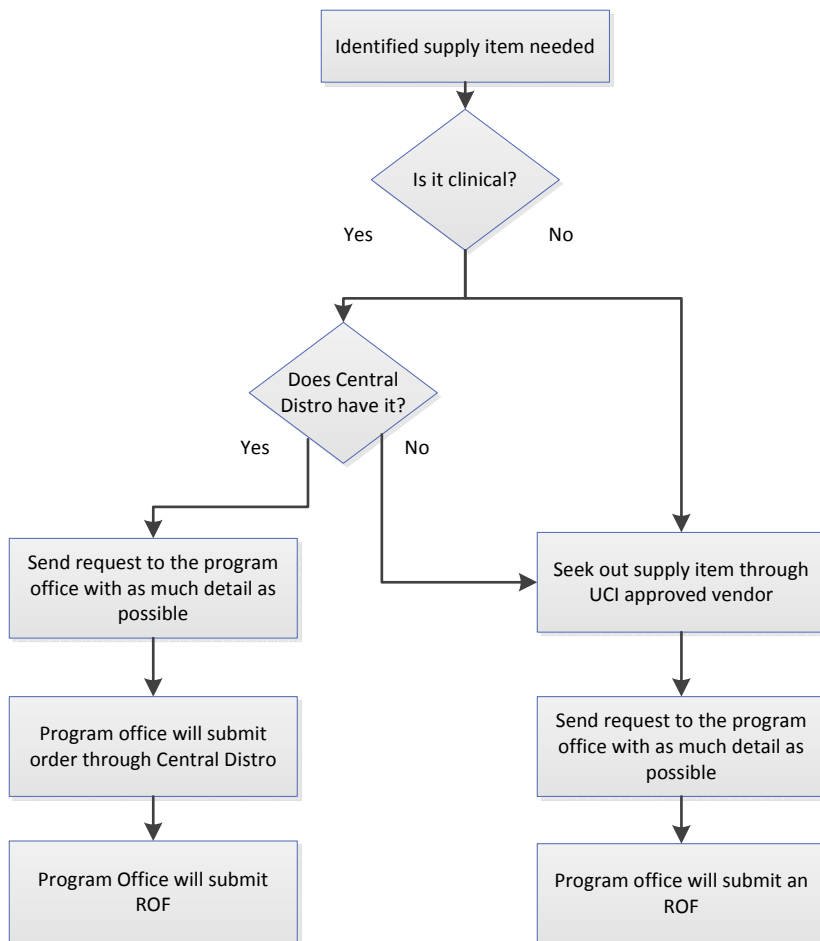 Identified supply item needed
Is it clinical?
Yes
No
Does Central
Distro have it?
Yes
No
Send request to the program
office with as much detail as
possible
Seek out supply item through
UCI approved vendor
Program office will submit
order through Central Distro
Send request to the program
office with as much detail as
possible
Program Office will submit
ROF
Program office will submit an
ROF